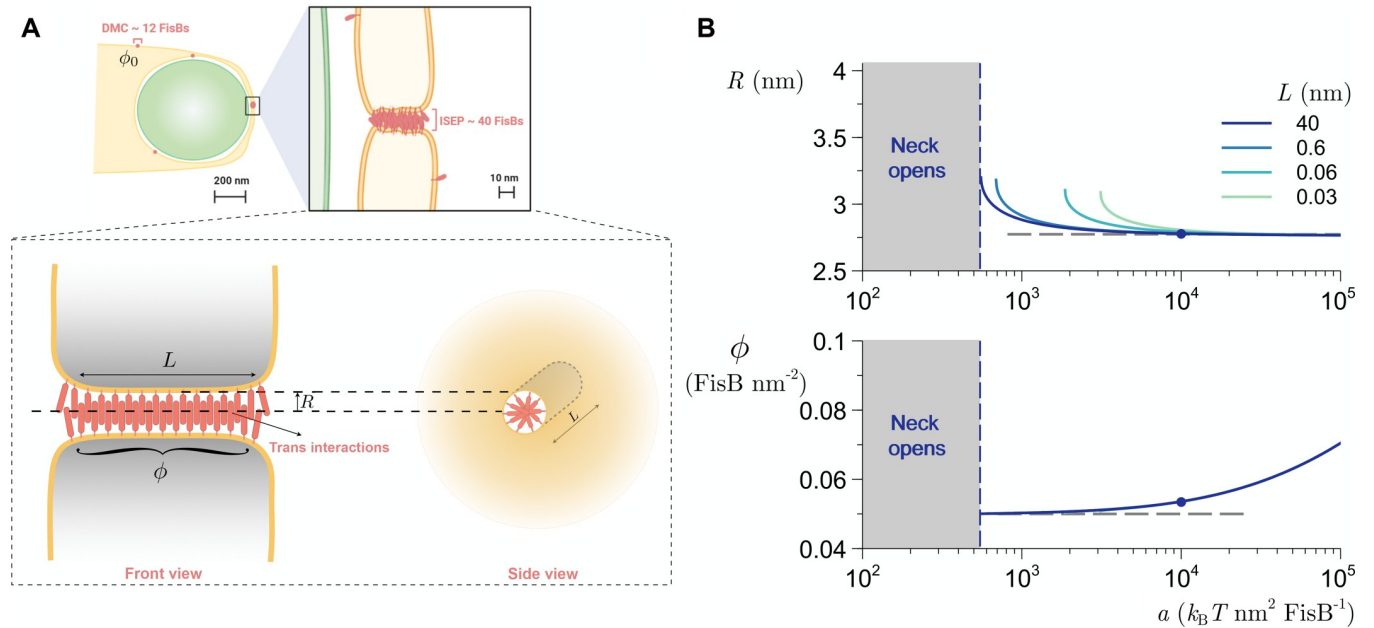 A
DMC ~ 12 FisBs
ϕ0
200 nm
ISEP ~ 40 FisBs
10 nm
L
R
Trans interactions
ϕ
Front view
L
Side view
B
R (nm)
4
3.5
3
2.5
Neck
opens
L (nm)
40
0.6
0.06
0.03
10²
10³
10⁴
10⁵
ϕ
(FisB nm⁻²)
0.1
0.08
0.06
0.04
Neck
opens
10²
10³
10⁴
10⁵
a (kBT nm² FisB⁻¹)